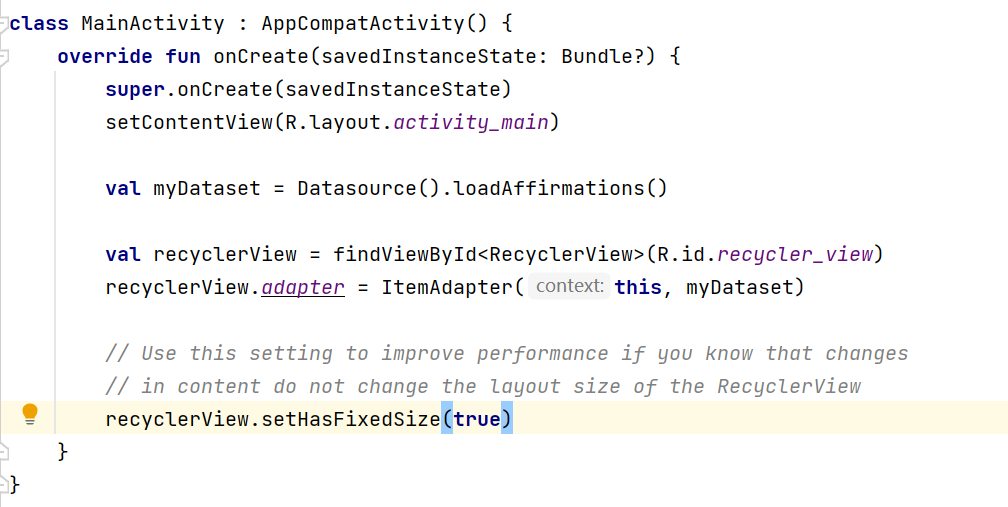 class MainActivity : AppCompatActivity() {
override fun onCreate(savedInstanceState: Bundle?) {
super.onCreate(savedInstanceState)
setContentView(R.layout.activity_main)
val myDataset = Datasource().loadAffirmations()
val recyclerView = findViewById<RecyclerView>(R.id.recycler_view)
recyclerView.adapter = ItemAdapter( context: this, myDataset)
// Use this setting to improve performance if you know that changes
// in content do not change the layout size of the RecyclerView
recyclerView.setHasFixedSize(true)
}
}